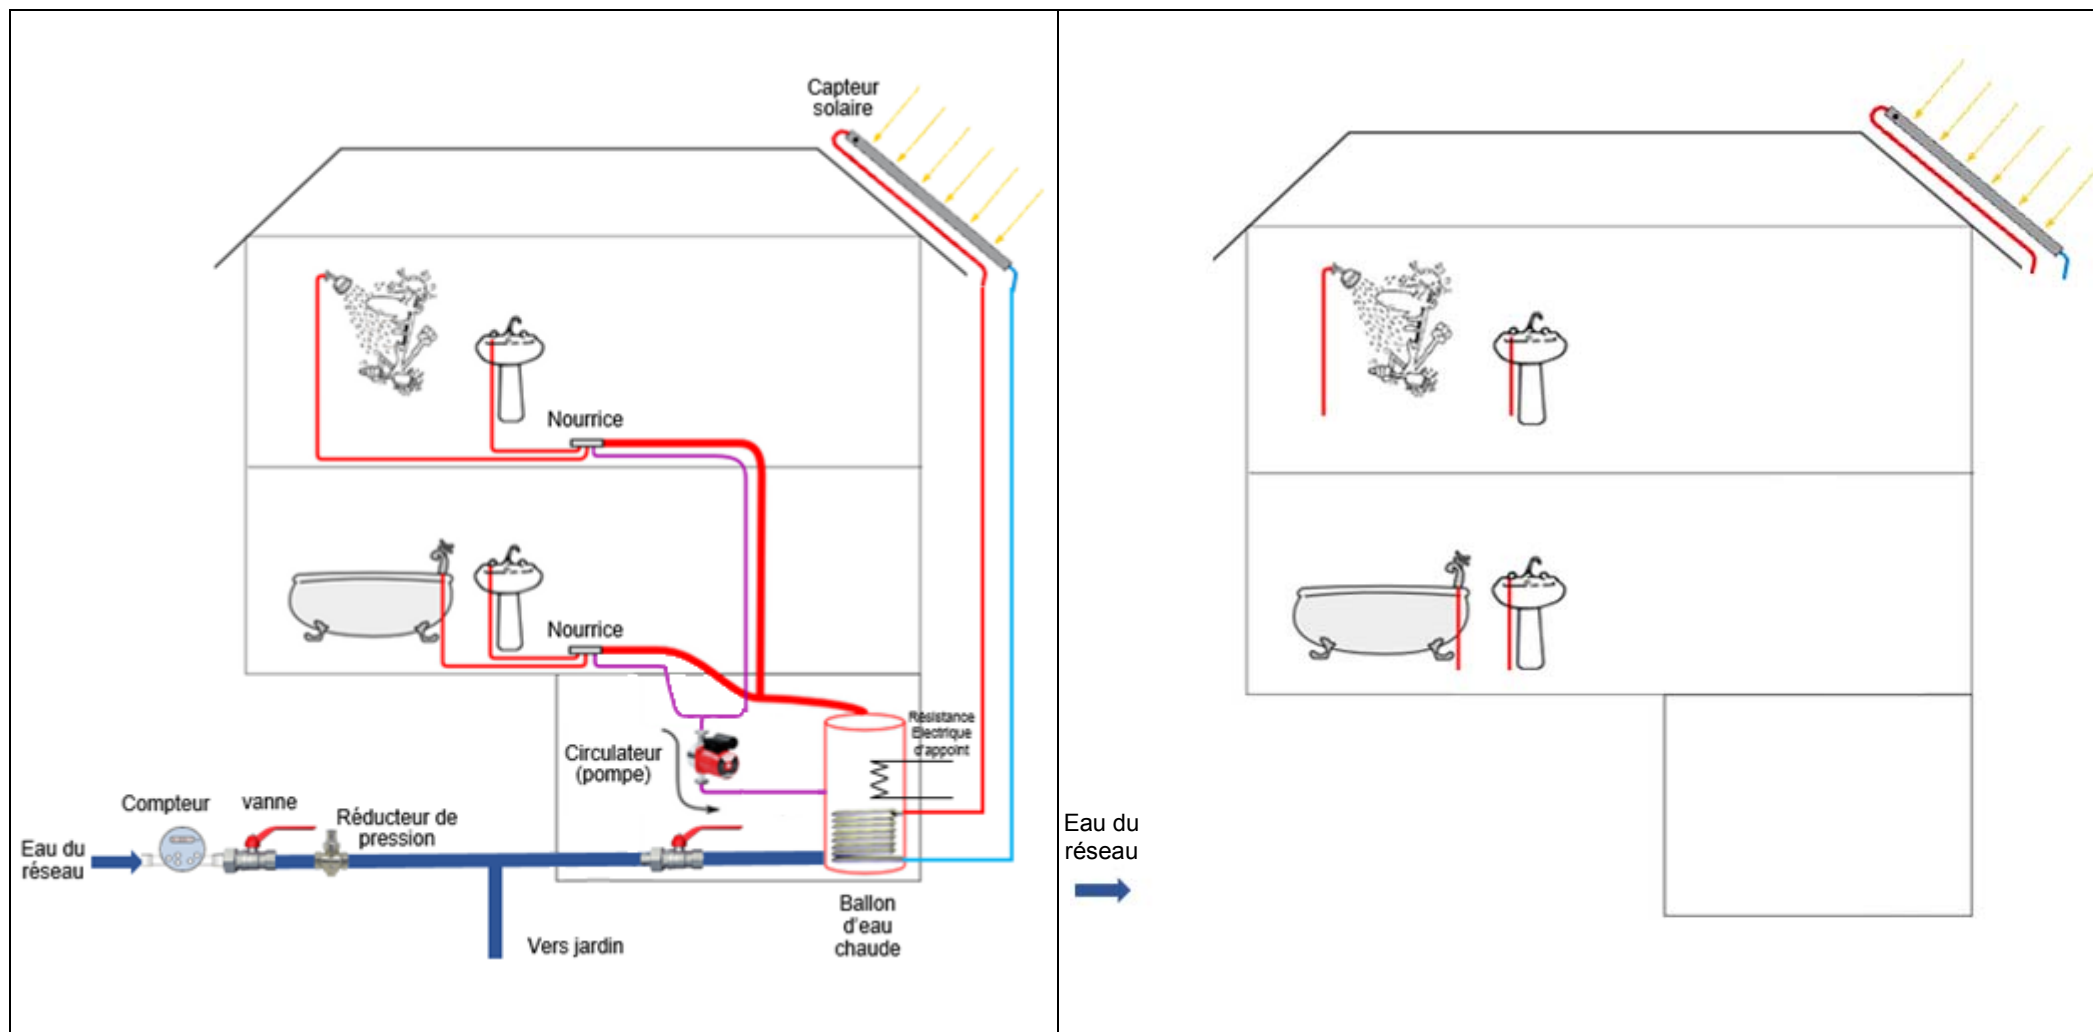 Capteur
solaire
Nourrice
Nourrice
Résistance
Electrique
d'appoint
Circulateur
(pompe)
Compteur
vanne
Réducteur de
pression
Eau du
réseau
Ballon
d'eau
chaude
Vers jardin
Eau du
réseau